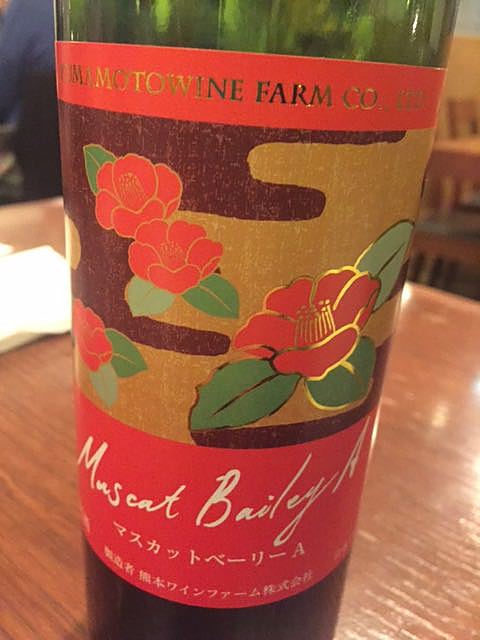 UMAMOTOWINE FARM CO., LTD.
Muscat Bailey A
マスカットベーリーA
製造者 熊本ワインファーム株式会社